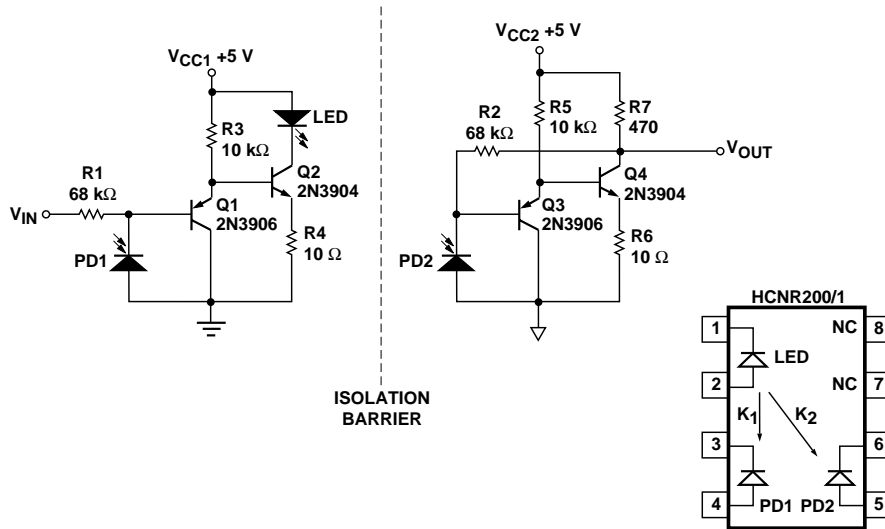 VCC1 +5 V
LED
R3
10 kΩ
Q2
2N3904
R1
68 kΩ
VIN
Q1
2N3906
R4
10 Ω
PD1
ISOLATION
BARRIER
VCC2 +5 V
R2
68 kΩ
R5
10 kΩ
R7
470
VOUT
Q4
2N3904
Q3
2N3906
R6
10 Ω
PD2
HCNR200/1
1
NC
8
LED
2
NC
7
K1
K2
3
6
4
PD1
PD2
5